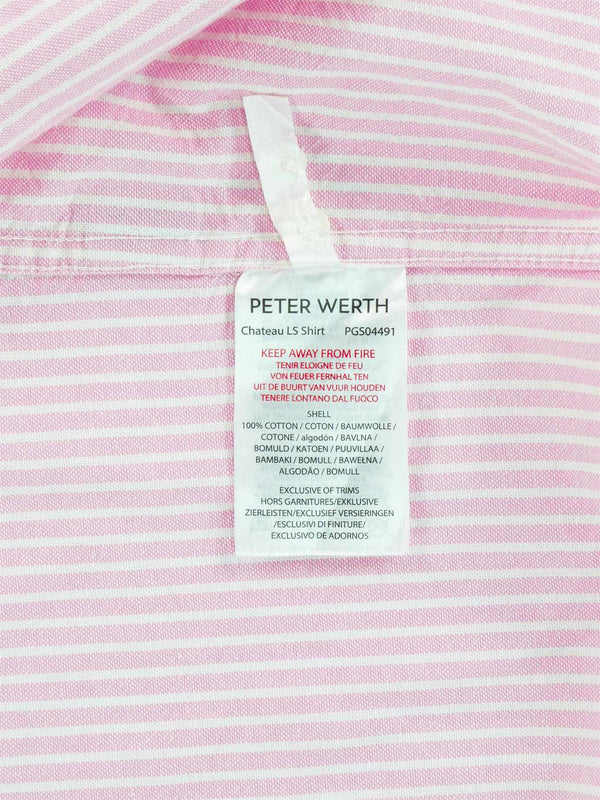 PETER WERTH
Chateau LS Shirt PGS04491
KEEP AWAY FROM FIRE
TENIR ELOIGNE DE FEU
VON FEUER FERNHAL TEN
UIT DE BUURT VAN VUUR HOUDEN
TENERE LONTANO DAL FUOCO
SHELL
100% COTTON / COTON / BAUMWOLLE /
COTONE / algodón / BAVLNA /
BOMULD / KATOEN / PUUVILLAA /
BAMBAKI / BOMULL / BAWEŁNA /
ALGODÃO / BOMULL
EXCLUSIVE OF TRIMS
HORS GARNITURES/EXKLUSIVE
ZIERLEISTEN/EXCLUSIEF VERSIERINGEN
/ESCLUSIVI DI FINITURE/
EXCLUSIVO DE ADORNOS